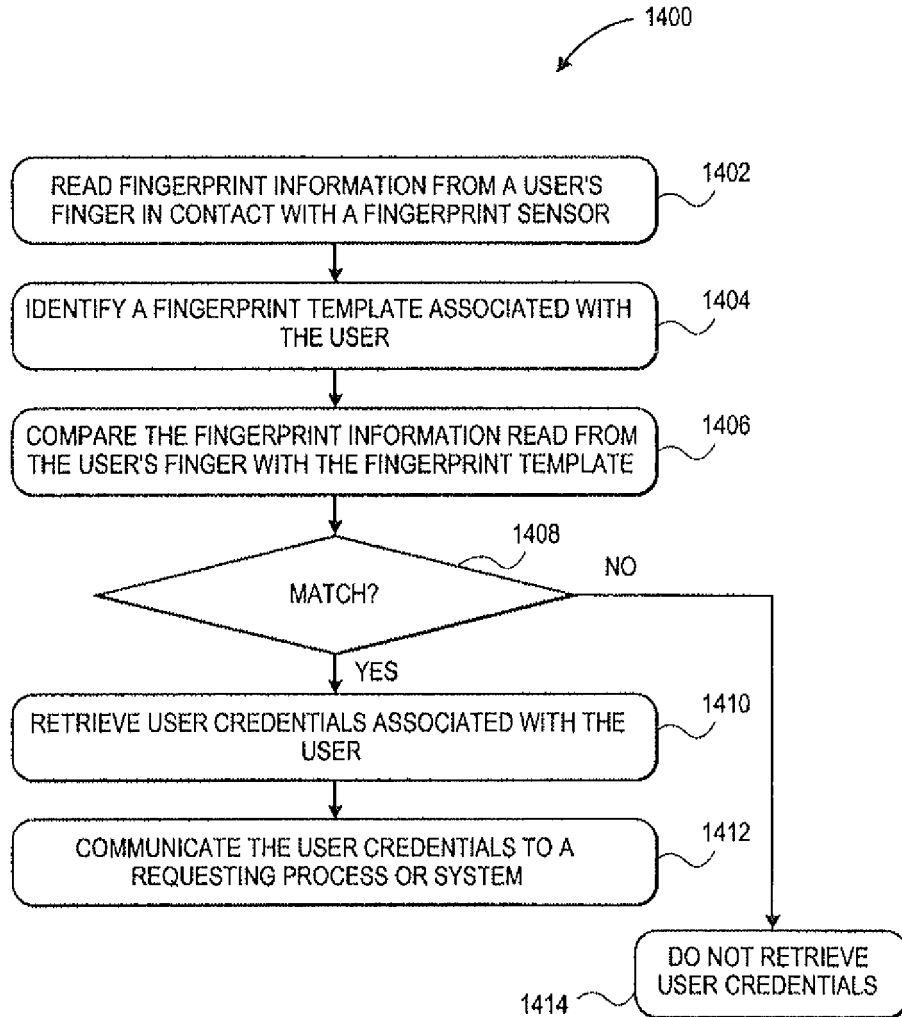 1400
READ FINGERPRINT INFORMATION FROM A USER'S
FINGER IN CONTACT WITH A FINGERPRINT SENSOR
1402
IDENTIFY A FINGERPRINT TEMPLATE ASSOCIATED WITH
THE USER
1404
COMPARE THE FINGERPRINT INFORMATION READ FROM
THE USER'S FINGER WITH THE FINGERPRINT TEMPLATE
1406
MATCH?
1408
NO
YES
RETRIEVE USER CREDENTIALS ASSOCIATED WITH THE
USER
1410
COMMUNICATE THE USER CREDENTIALS TO A
REQUESTING PROCESS OR SYSTEM
1412
DO NOT RETRIEVE
USER CREDENTIALS
1414